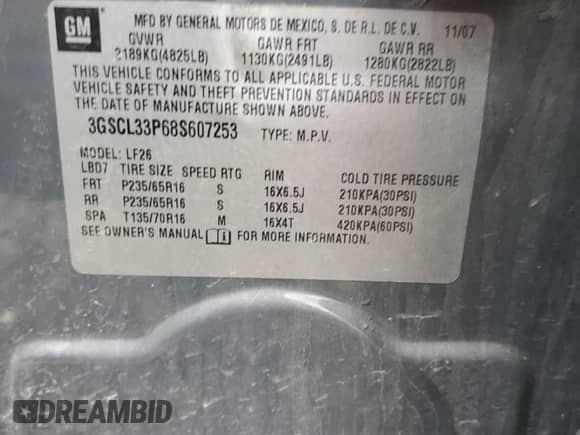 GM
MFD BY GENERAL MOTORS DE MEXICO, S. DE R.L. DE C.V. 11/07
GVWR GAWR FRT GAWR RR
2189KG(4825LB) 1130KG(2491LB) 1280KG(2822LB)
THIS VEHICLE CONFORMS TO ALL APPLICABLE U.S. FEDERAL MOTOR
VEHICLE SAFETY AND THEFT PREVENTION STANDARDS IN EFFECT ON
THE DATE OF MANUFACTURE SHOWN ABOVE.
3GSCL33P68S607253 TYPE: M.P.V.
MODEL: LF26
LBD7 TIRE SIZE SPEED RTG RIM COLD TIRE PRESSURE
FRT P235/65R16 S 16X6.5J 210KPA(30PSI)
RR P235/65R16 S 16X6.5J 210KPA(30PSI)
SPA T135/70R16 M 16X4T 420KPA(60PSI)
SEE OWNER'S MANUAL FOR MORE INFORMATION.
DREAMBID